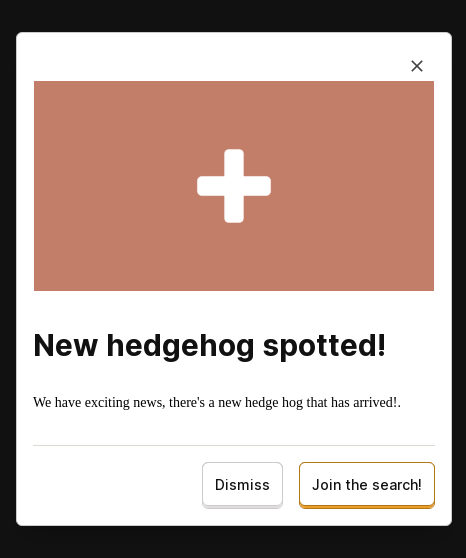 New hedgehog spotted!
We have exciting news, there's a new hedge hog that has arrived!.
Dismiss
Join the search!